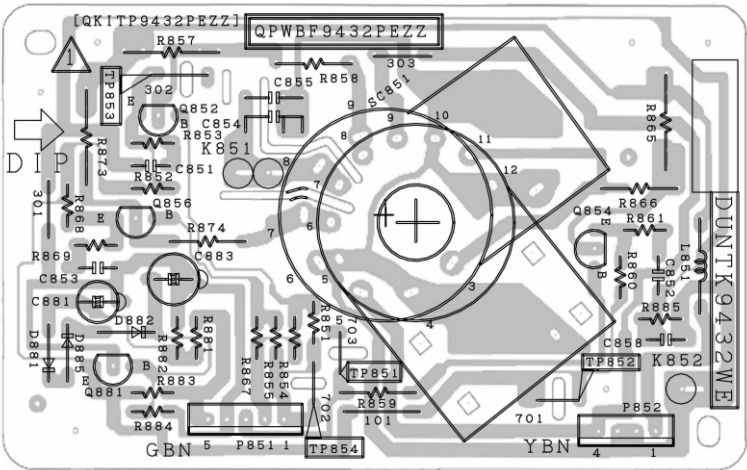 [QKITP9432PEZZ]
QPWBF9432PEZZ
R857
1
TP853
302
E
Q852
B
R853
C855
C854
R858
303
SC851
9
9
10
8
11
12
R865
DIP
R873
K851
C851
R852
8
7
7
6
6
5
4
3
301
R868
Q856
E
B
R874
C883
R869
C853
C881
R866
Q854
E
B
R861
R860
C852
L851
DUNTK9432WE
R885
C858
K852
D882
D881
D885
R882
R881
R867
R855
R854
R851
703
TP851
TP852
E
B
Q881
R883
R884
702
R859
101
701
P852
GBN
5
P851
1
TP854
YBN
4
1